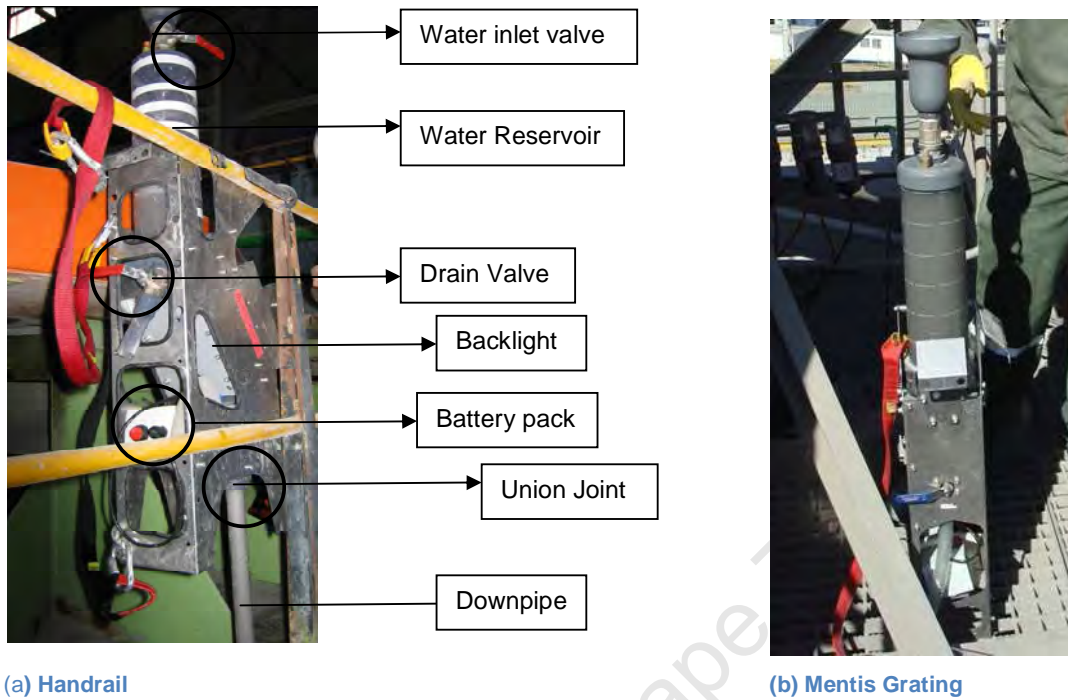 Water inlet valve
Water Reservoir
Drain Valve
Backlight
Battery pack
Union Joint
Downpipe
(a) Handrail
(b) Mentis Grating